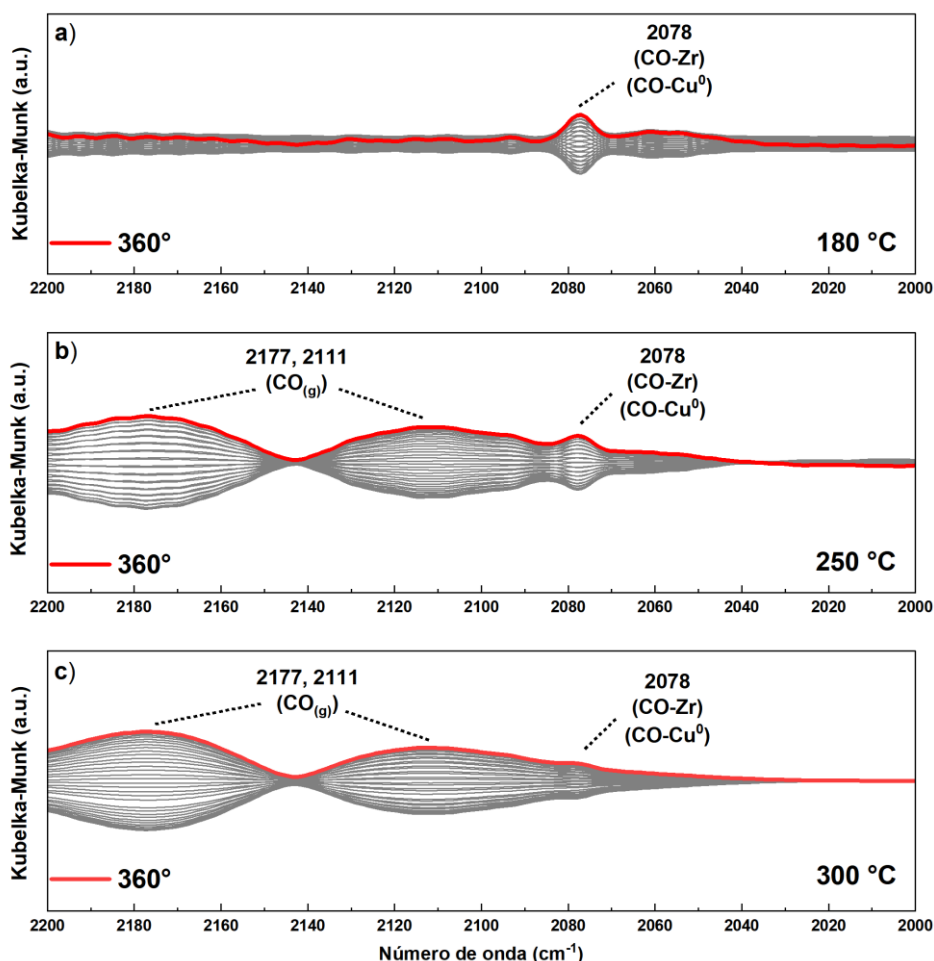 a)
2078
(CO-Zr)
(CO-Cu⁰)
Kubelka-Munk (a.u.)
360°
180 °C
2200 2180 2160 2140 2120 2100 2080 2060 2040 2020 2000
b)
2177, 2111
(CO(g))
2078
(CO-Zr)
(CO-Cu⁰)
Kubelka-Munk (a.u.)
360°
250 °C
2200 2180 2160 2140 2120 2100 2080 2060 2040 2020 2000
c)
2177, 2111
(CO(g))
2078
(CO-Zr)
(CO-Cu⁰)
Kubelka-Munk (a.u.)
360°
300 °C
2200 2180 2160 2140 2120 2100 2080 2060 2040 2020 2000
Número de onda (cm⁻¹)